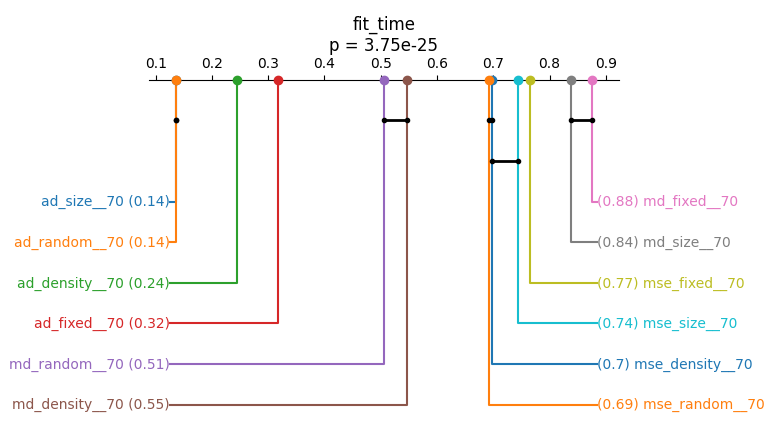 fit_time
p = 3.75e-25
0.1 0.2 0.3 0.4 0.5 0.6 0.7 0.8 0.9
ad_size__70 (0.14) (0.88) md_fixed__70
ad_random__70 (0.14) (0.84) md_size__70
ad_density__70 (0.24) (0.77) mse_fixed__70
ad_fixed__70 (0.32) (0.74) mse_size__70
md_random__70 (0.51) (0.7) mse_density__70
md_density__70 (0.55) (0.69) mse_random__70